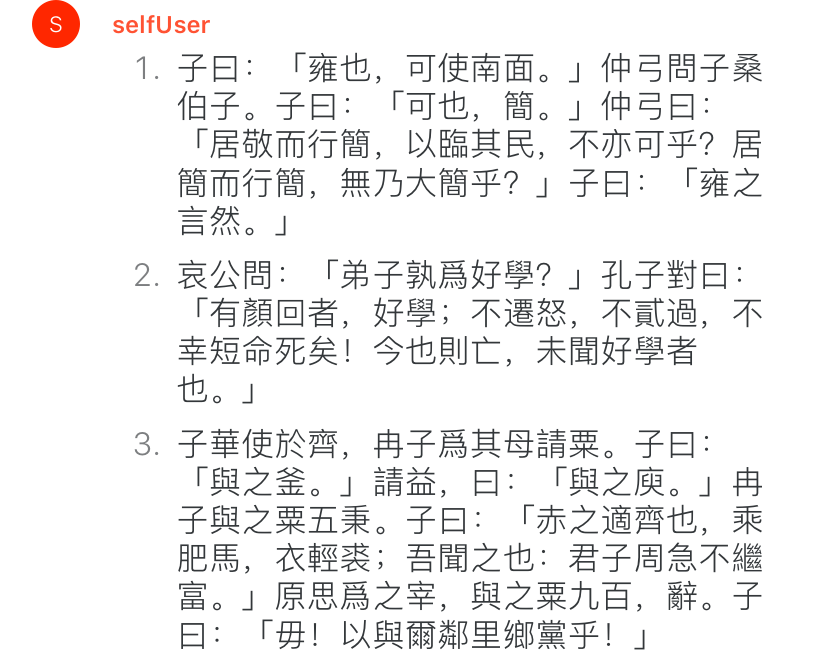 S
selfUser
1. 子曰：「雍也，可使南面。」仲弓問子桑
伯子。子曰：「可也，簡。」仲弓曰：
「居敬而行簡，以臨其民，不亦可乎？居
簡而行簡，無乃大簡乎？」子曰：「雍之
言然。」
2. 哀公問：「弟子孰爲好學？」孔子對曰：
「有顏回者，好學；不遷怒，不貳過，不
幸短命死矣！今也則亡，未聞好學者
也。」
3. 子華使於齊，冉子爲其母請粟。子曰：
「與之釜。」請益，曰：「與之庾。」冉
子與之粟五秉。子曰：「赤之適齊也，乘
肥馬，衣輕裘；吾聞之也：君子周急不繼
富。」原思爲之宰，與之粟九百，辭。子
曰：「毋！以與爾鄰里鄉黨乎！」